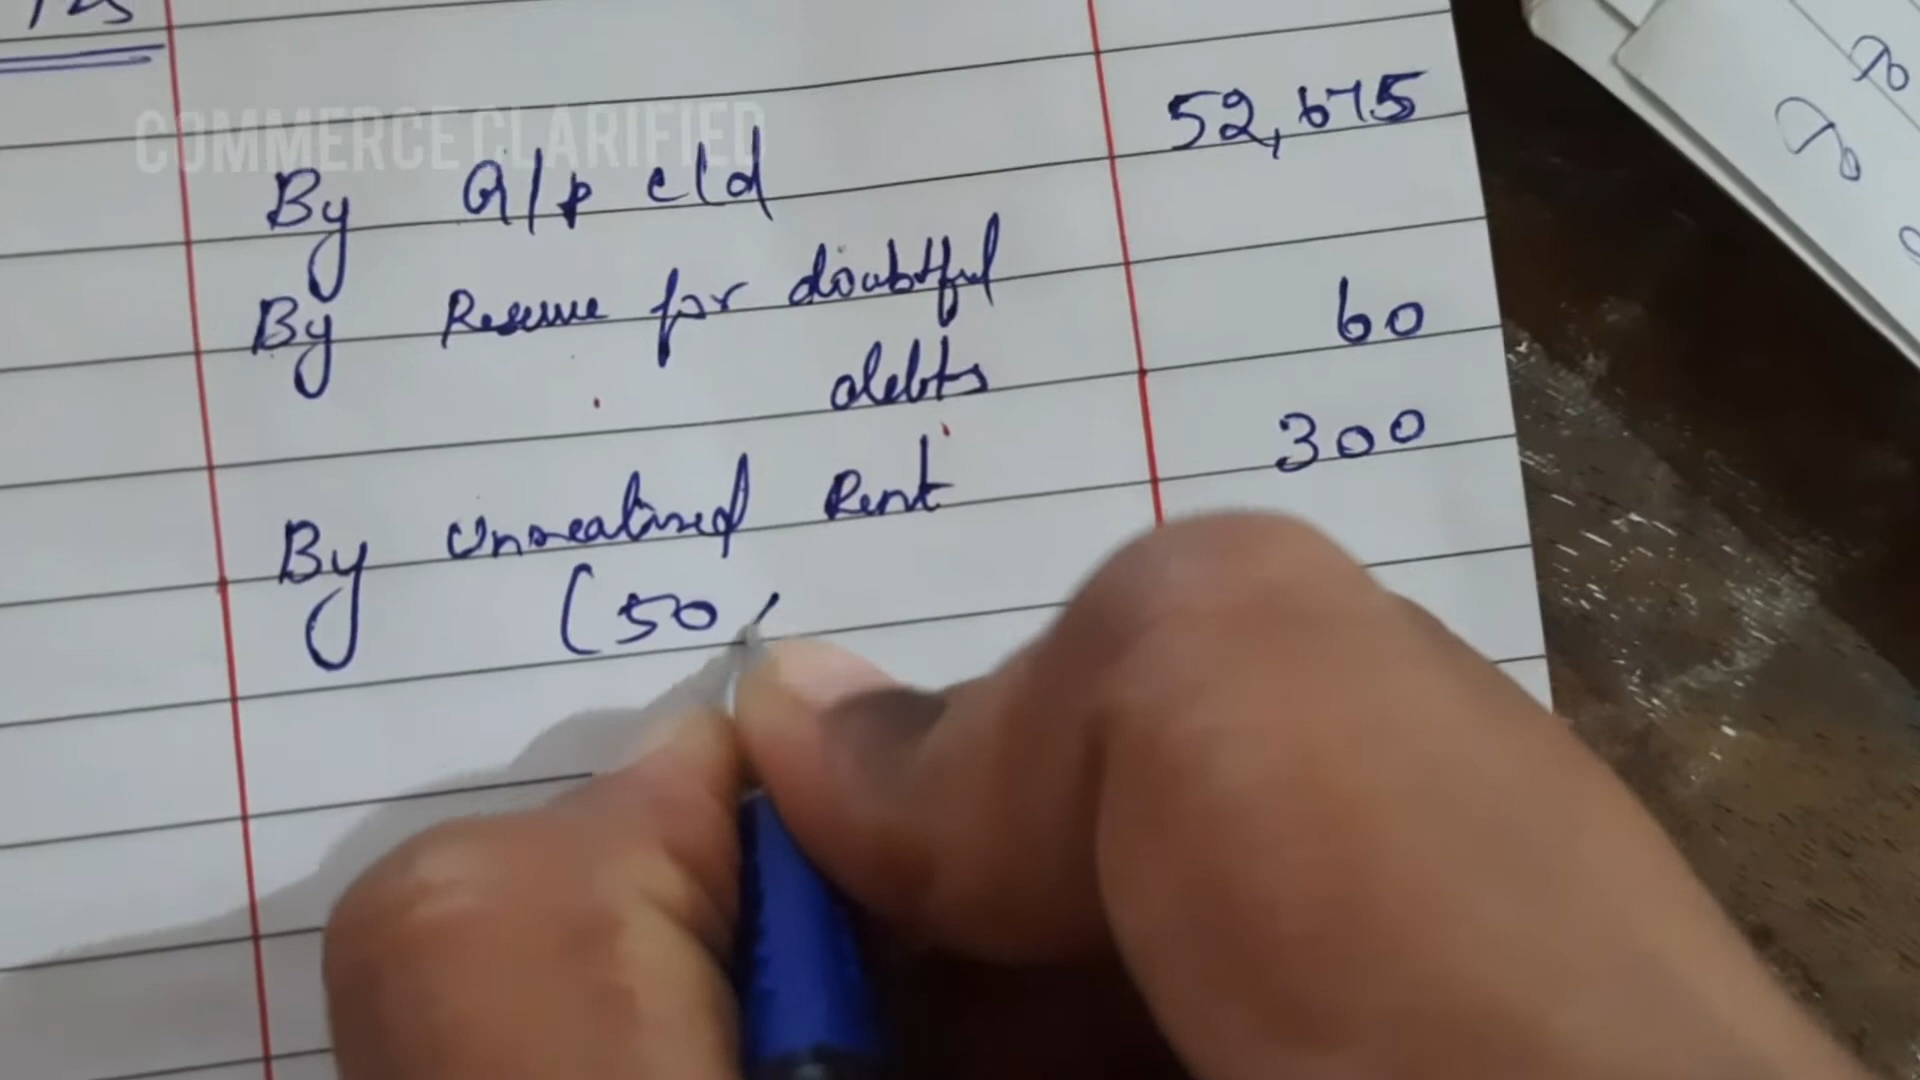 COMMERCE CLARIFIED
By G/P c/d 52,675
By Reserve for doubtful
debts 60
By Unrealised Rent 300
(50